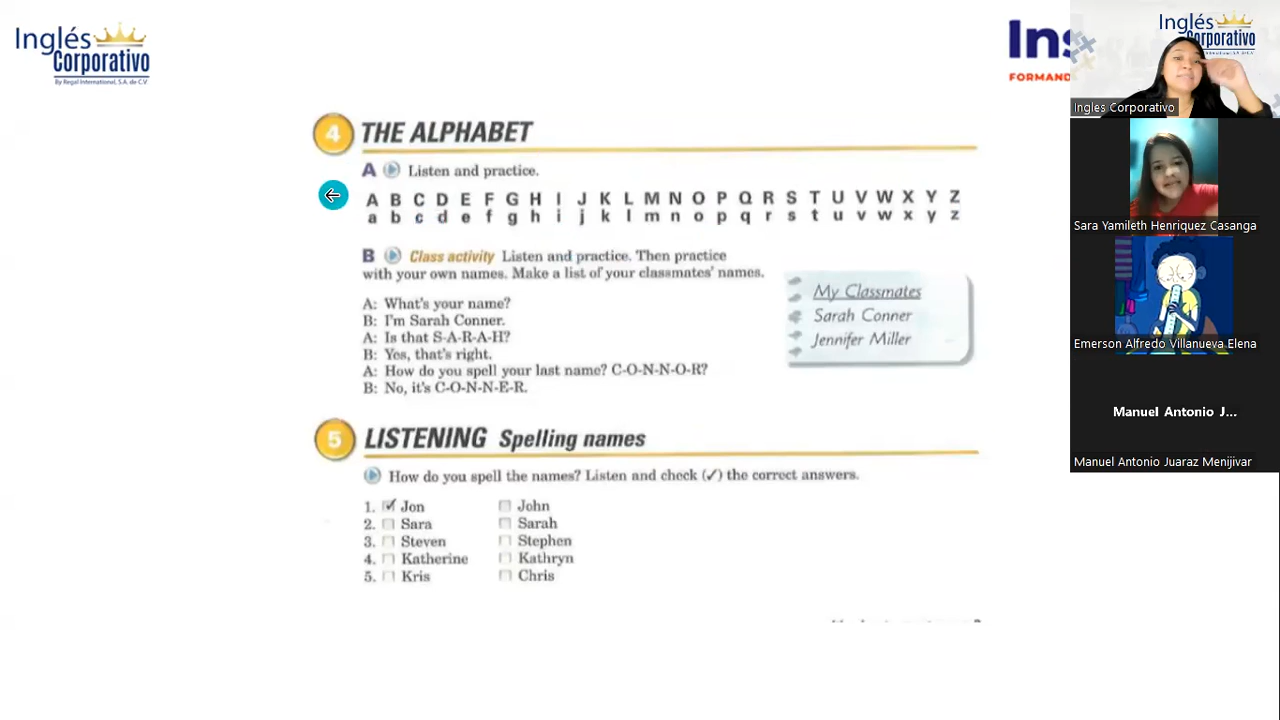 Inglés
Corporativo
By Regal International, S.A. de C.V.
Ins
FORMAND
4 THE ALPHABET
A Listen and practice.
A B C D E F G H I J K L M N O P Q R S T U V W X Y Z
a b c d e f g h i j k l m n o p q r s t u v w x y z
B Class activity Listen and practice. Then practice
with your own names. Make a list of your classmates' names.
A: What's your name?
B: I'm Sarah Conner.
A: Is that S-A-R-A-H?
B: Yes, that's right.
A: How do you spell your last name? C-O-N-N-O-R?
B: No, it's C-O-N-N-E-R.
My Classmates
Sarah Conner
Jennifer Miller
5 LISTENING Spelling names
How do you spell the names? Listen and check (✓) the correct answers.
1. ✓ Jon John
2. Sara Sarah
3. Steven Stephen
4. Katherine Kathryn
5. Kris Chris
Inglés
Corporativo
Ingles Corporativo
Sara Yamileth Henriquez Casanga
Emerson Alfredo Villanueva Elena
Manuel Antonio J...
Manuel Antonio Juaraz Menijivar